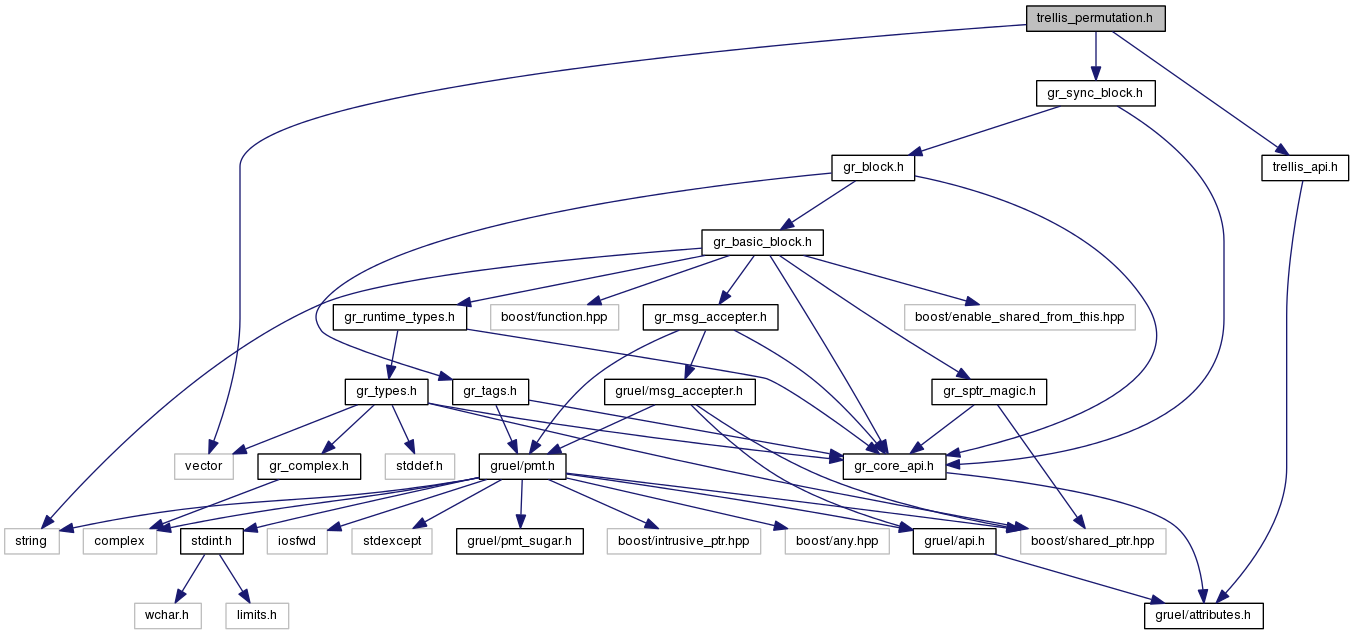 trellis_permutation.h
gr_sync_block.h
gr_block.h
trellis_api.h
gr_basic_block.h
gr_runtime_types.h
boost/function.hpp
gr_msg_accepter.h
boost/enable_shared_from_this.hpp
gr_types.h
gr_tags.h
gruel/msg_accepter.h
gr_sptr_magic.h
vector
gr_complex.h
stddef.h
gruel/pmt.h
gr_core_api.h
string
complex
stdint.h
iosfwd
stdexcept
gruel/pmt_sugar.h
boost/intrusive_ptr.hpp
boost/any.hpp
gruel/api.h
boost/shared_ptr.hpp
wchar.h
limits.h
gruel/attributes.h